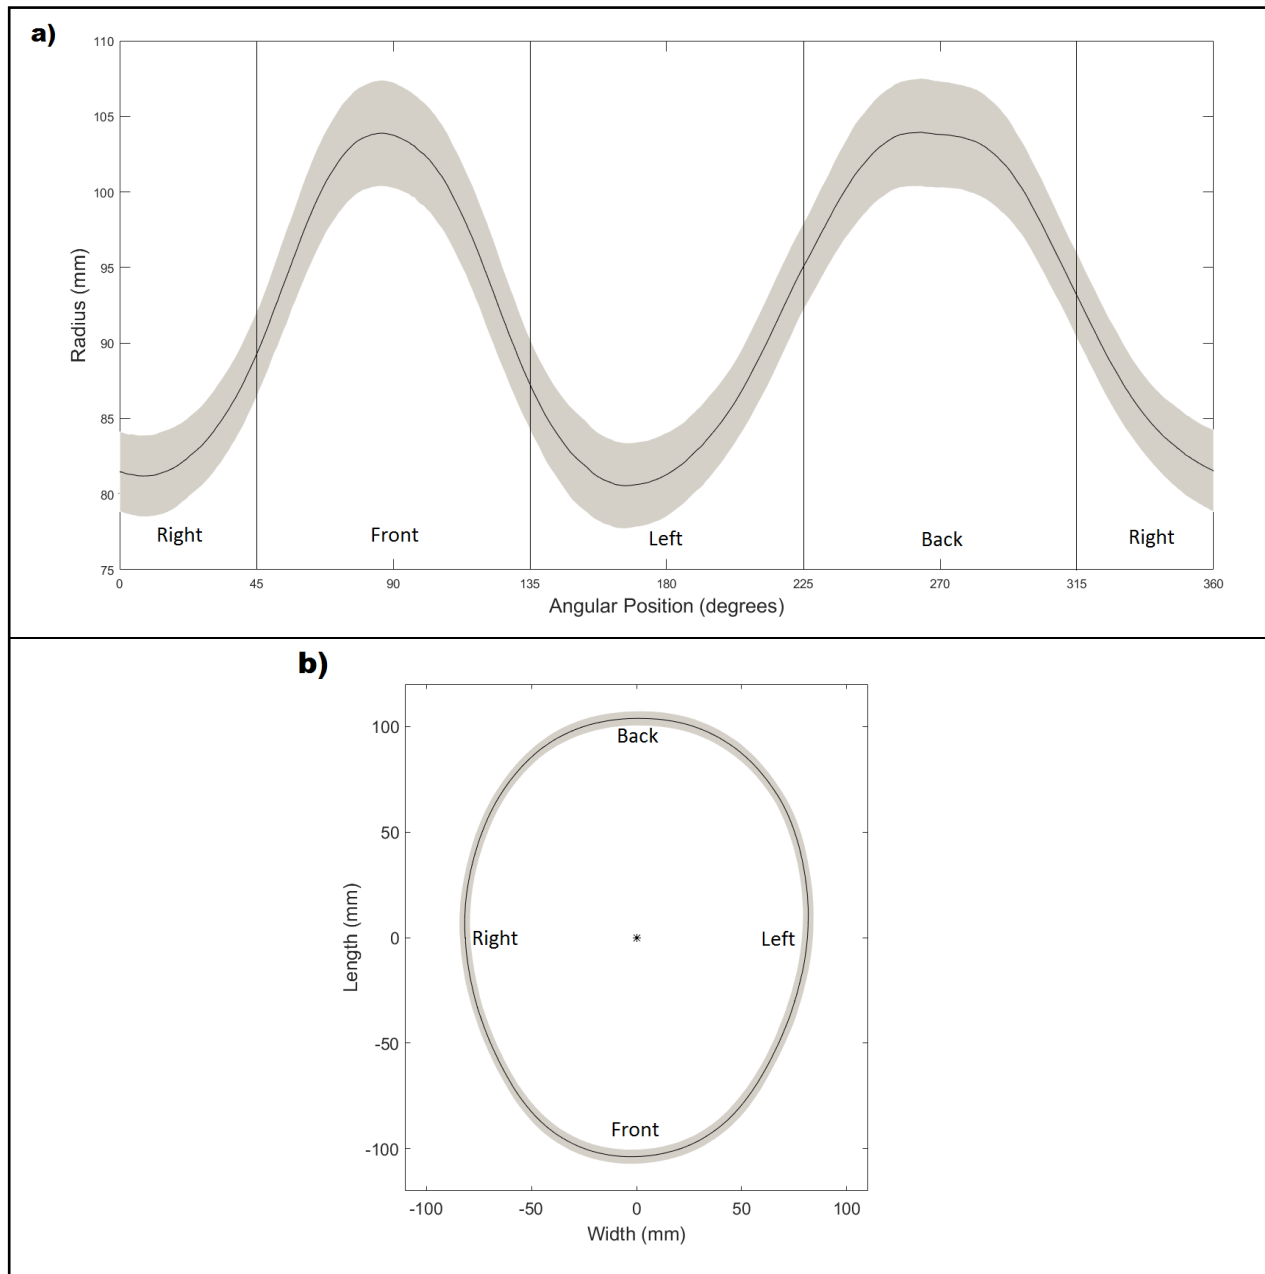 a)
110
105
100
95
90
85
80
75
Radius (mm)
Right
Front
Left
Back
Right
0 45 90 135 180 225 270 315 360
Angular Position (degrees)
b)
100
50
0
-50
-100
Length (mm)
Back
Right
Left
Front
-100 -50 0 50 100
Width (mm)